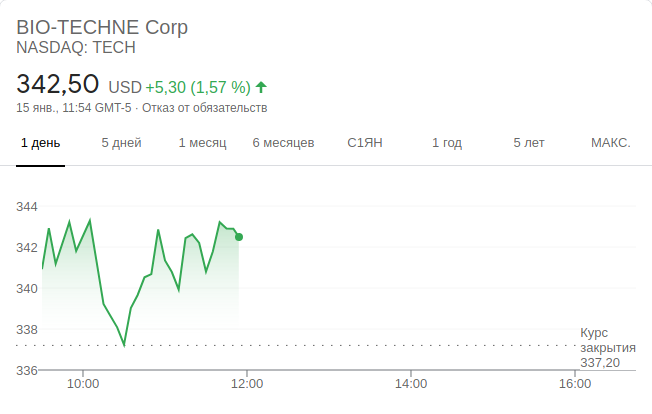 BIO-TECHNE Corp
NASDAQ: TECH
342,50 USD +5,30 (1,57 %)
15 янв., 11:54 GMT-5 · Отказ от обязательств
1 день 5 дней 1 месяц 6 месяцев С1ЯН 1 год 5 лет МАКС.
344
342
340
338
336
Курс
закрытия
337,20
10:00 12:00 14:00 16:00